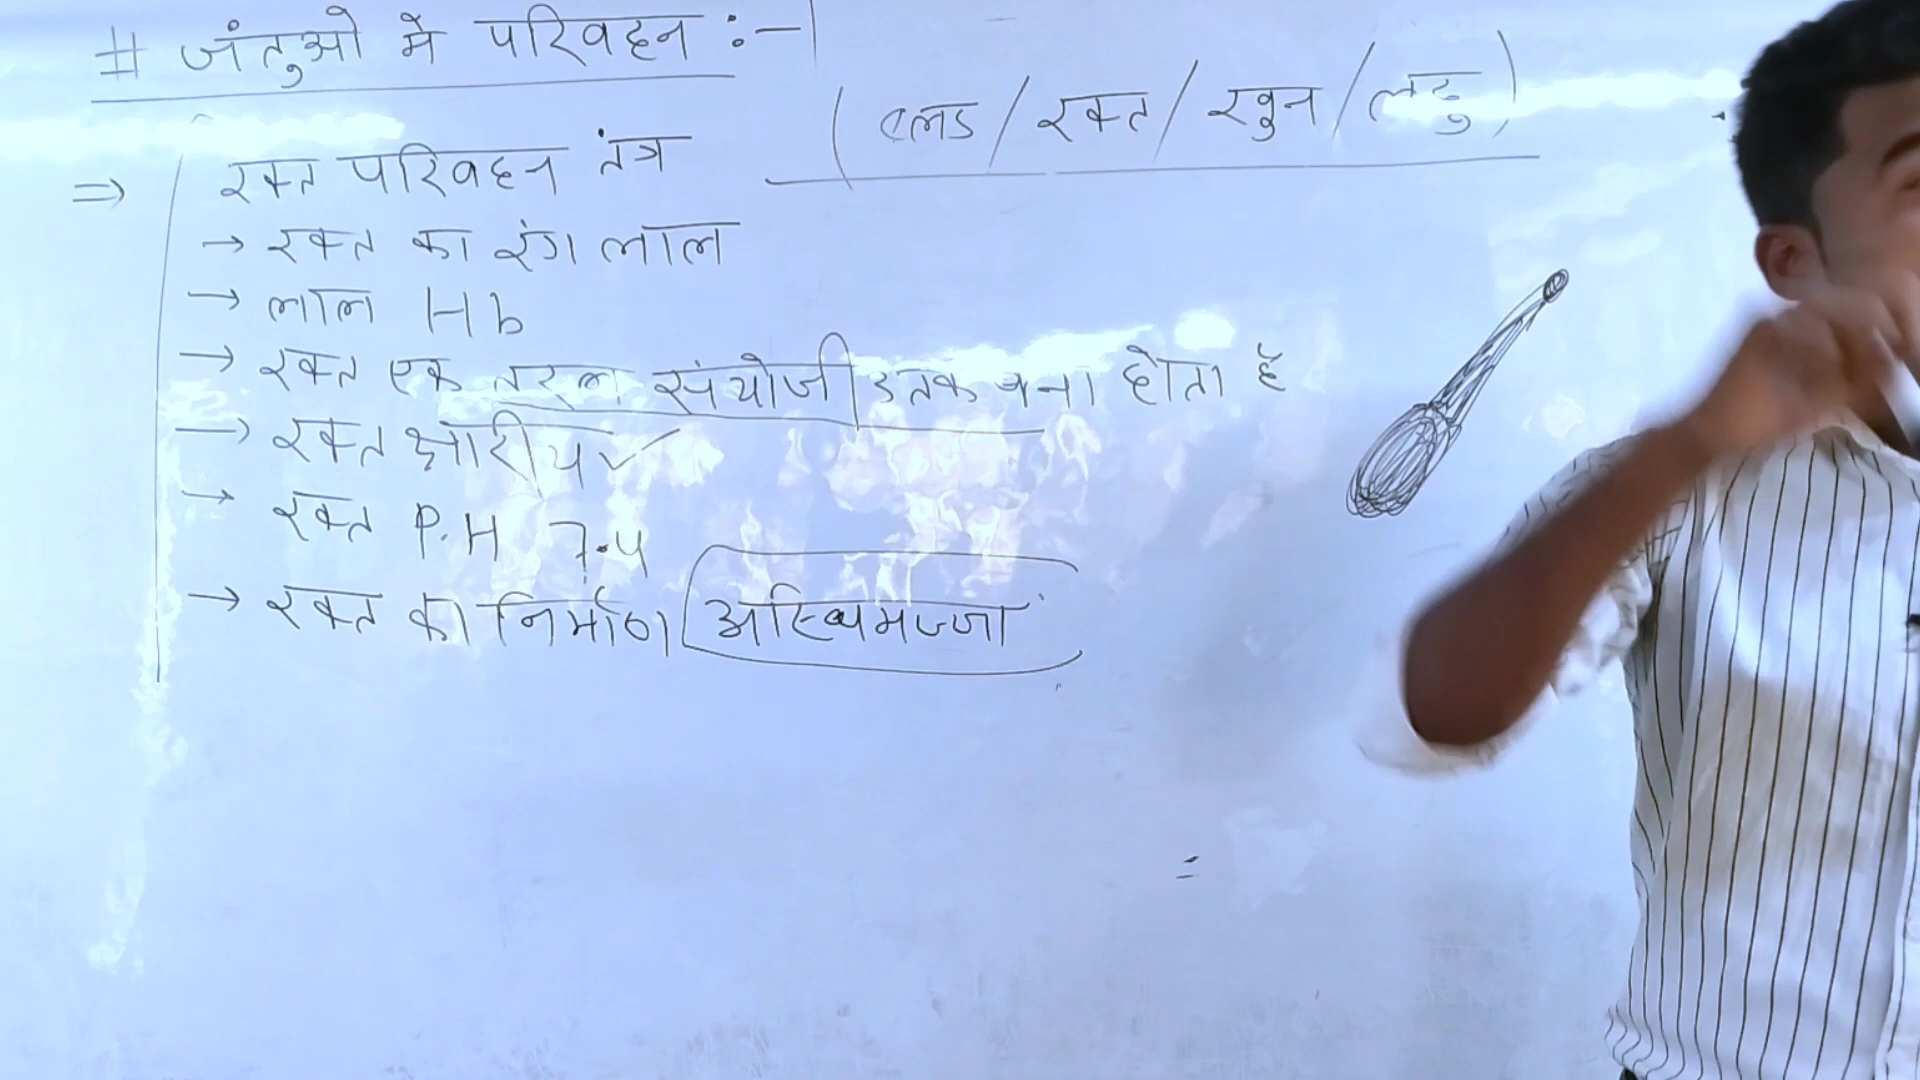 # जंतुओ मे परिवहन :-
(ब्लड / रक्त / खुन / लहु)
⇒ रक्त परिवहन तंत्र
→ रक्त का रंग लाल
→ लाल Hb
→ रक्त एक तरल संयोजी उतक बना होता है
→ रक्त क्षारीय ✓
→ रक्त P.H 7.4
→ रक्त का निर्माण अस्थिमज्जा